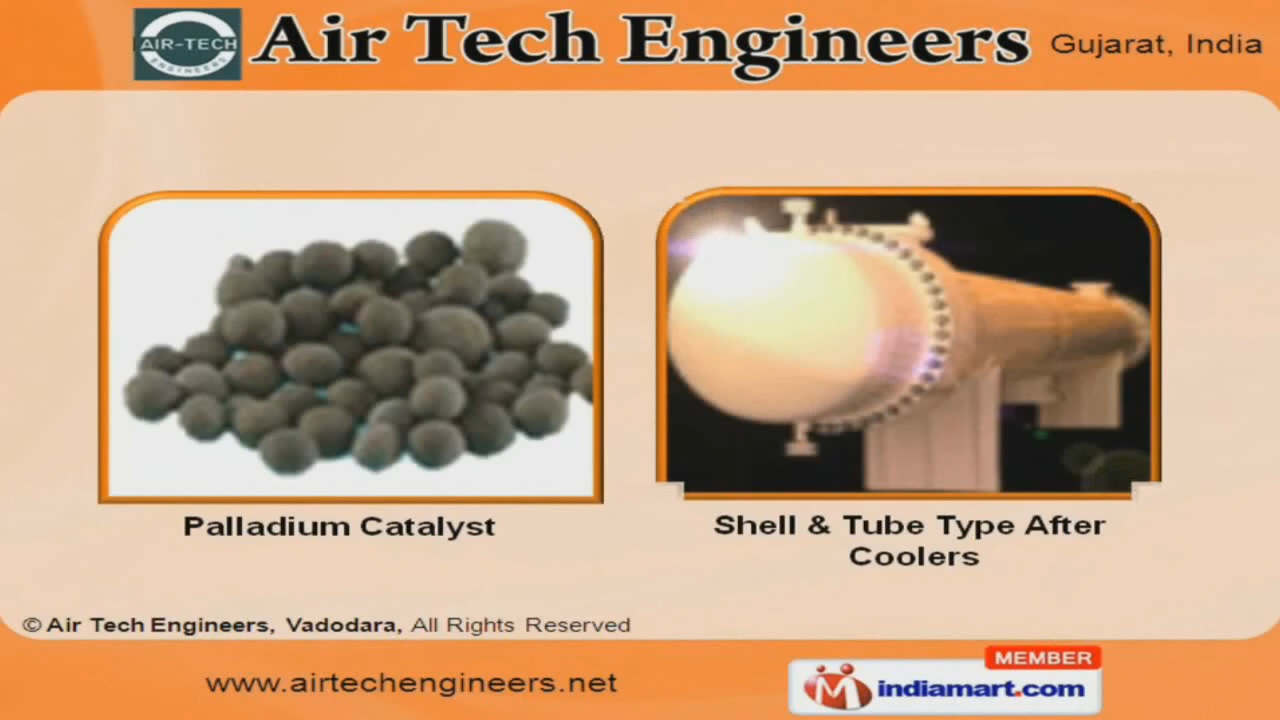 AIR-TECH
ENGINEERS
Air Tech Engineers
Gujarat, India
Palladium Catalyst
Shell & Tube Type After
Coolers
© Air Tech Engineers, Vadodara, All Rights Reserved
www.airtechengineers.net
MEMBER
indiamart.com